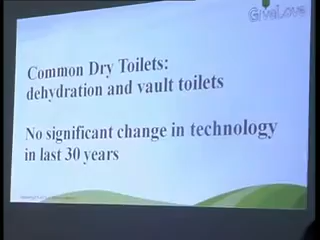 GiveLove
Common Dry Toilets:
dehydration and vault toilets
No significant change in technology
in last 30 years